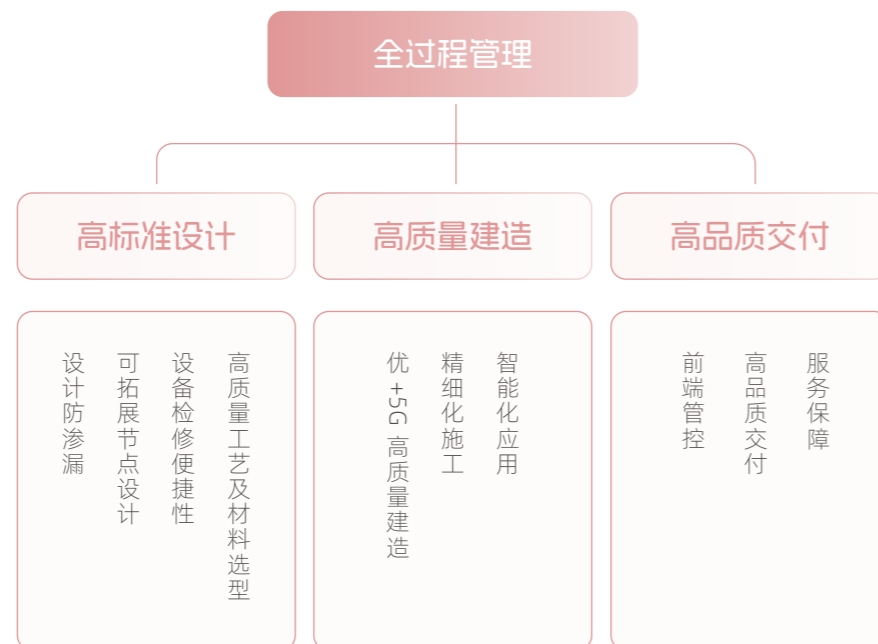 全过程管理
高标准设计
高质量建造
高品质交付
设计防渗漏
可拓展节点设计
设备检修便捷性
高质量工艺及材料选型
优+5G高质量建造
精细化施工
智能化应用
前端管控
高品质交付
服务保障